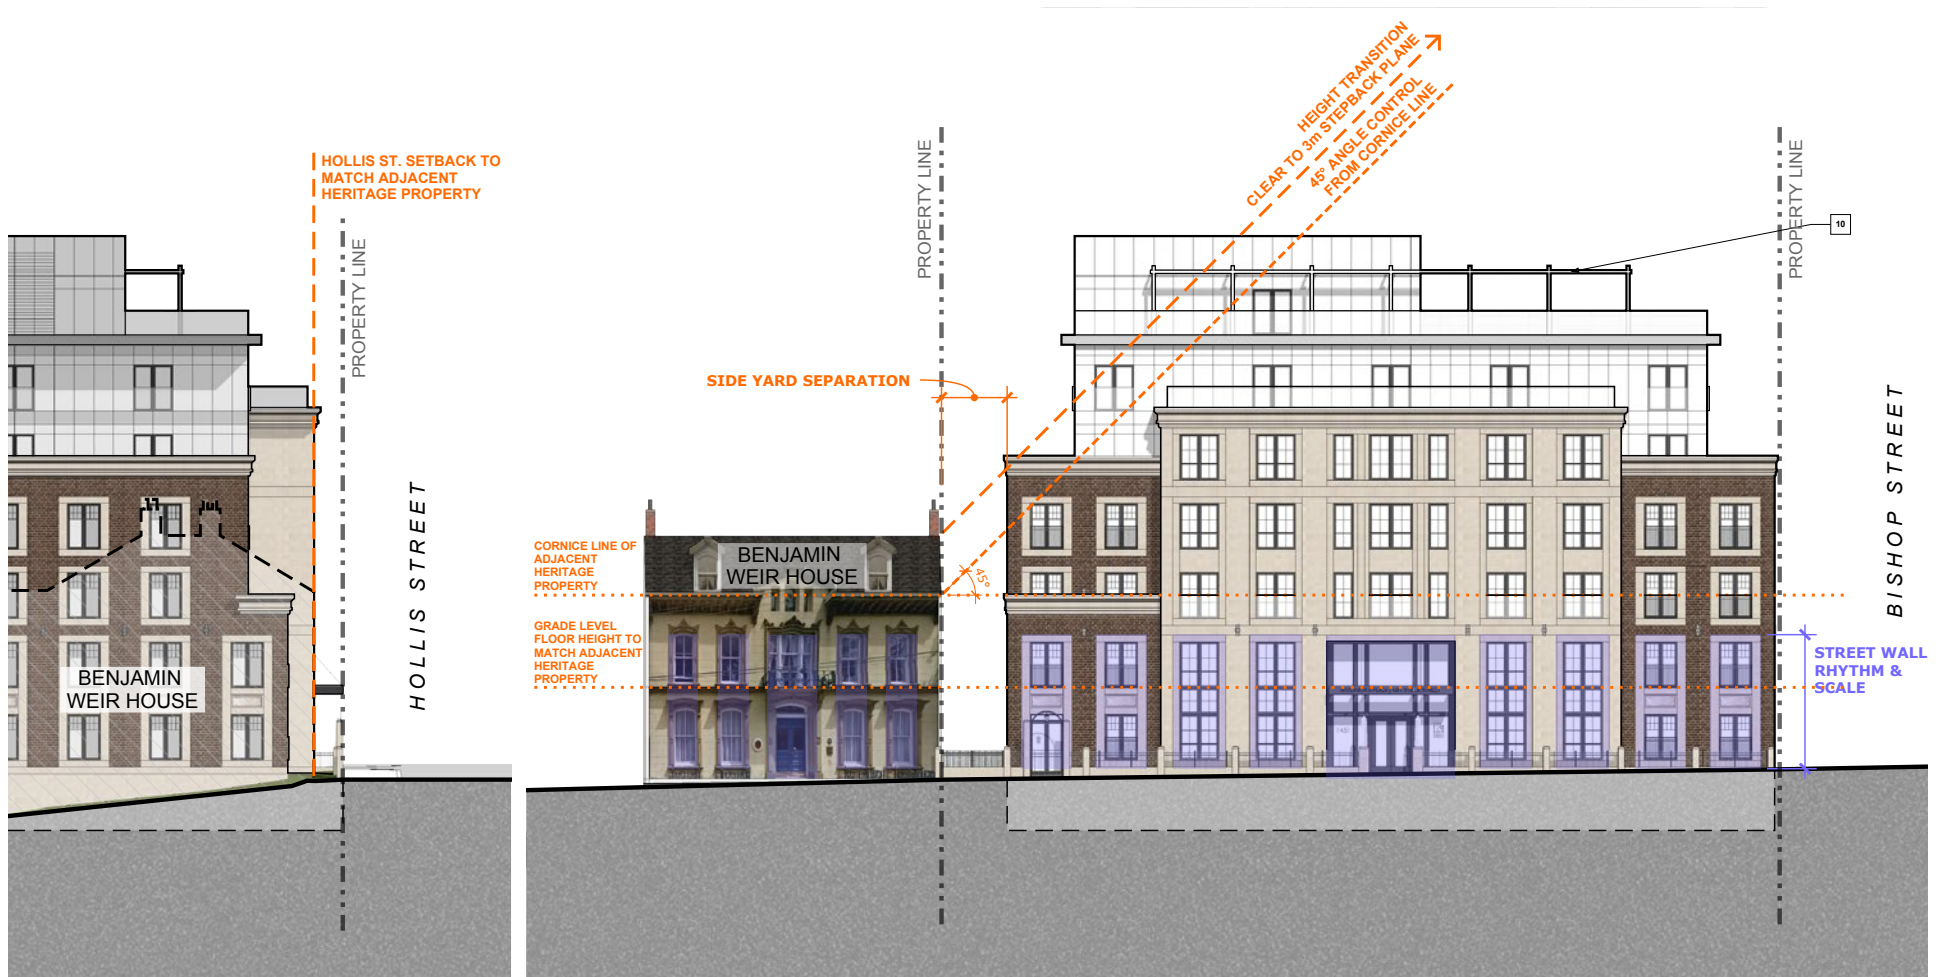 HOLLIS ST. SETBACK TO
MATCH ADJACENT
HERITAGE PROPERTY
PROPERTY LINE
HOLLIS STREET
BENJAMIN
WEIR HOUSE
HEIGHT TRANSITION
CLEAR TO 3m STEPBACK PLANE
45° ANGLE CONTROL
FROM CORNICE LINE
PROPERTY LINE
PROPERTY LINE
10
SIDE YARD SEPARATION
CORNICE LINE OF
ADJACENT
HERITAGE
PROPERTY
BENJAMIN
WEIR HOUSE
45°
GRADE LEVEL
FLOOR HEIGHT TO
MATCH ADJACENT
HERITAGE
PROPERTY
BISHOP STREET
STREET WALL
RHYTHM &
SCALE